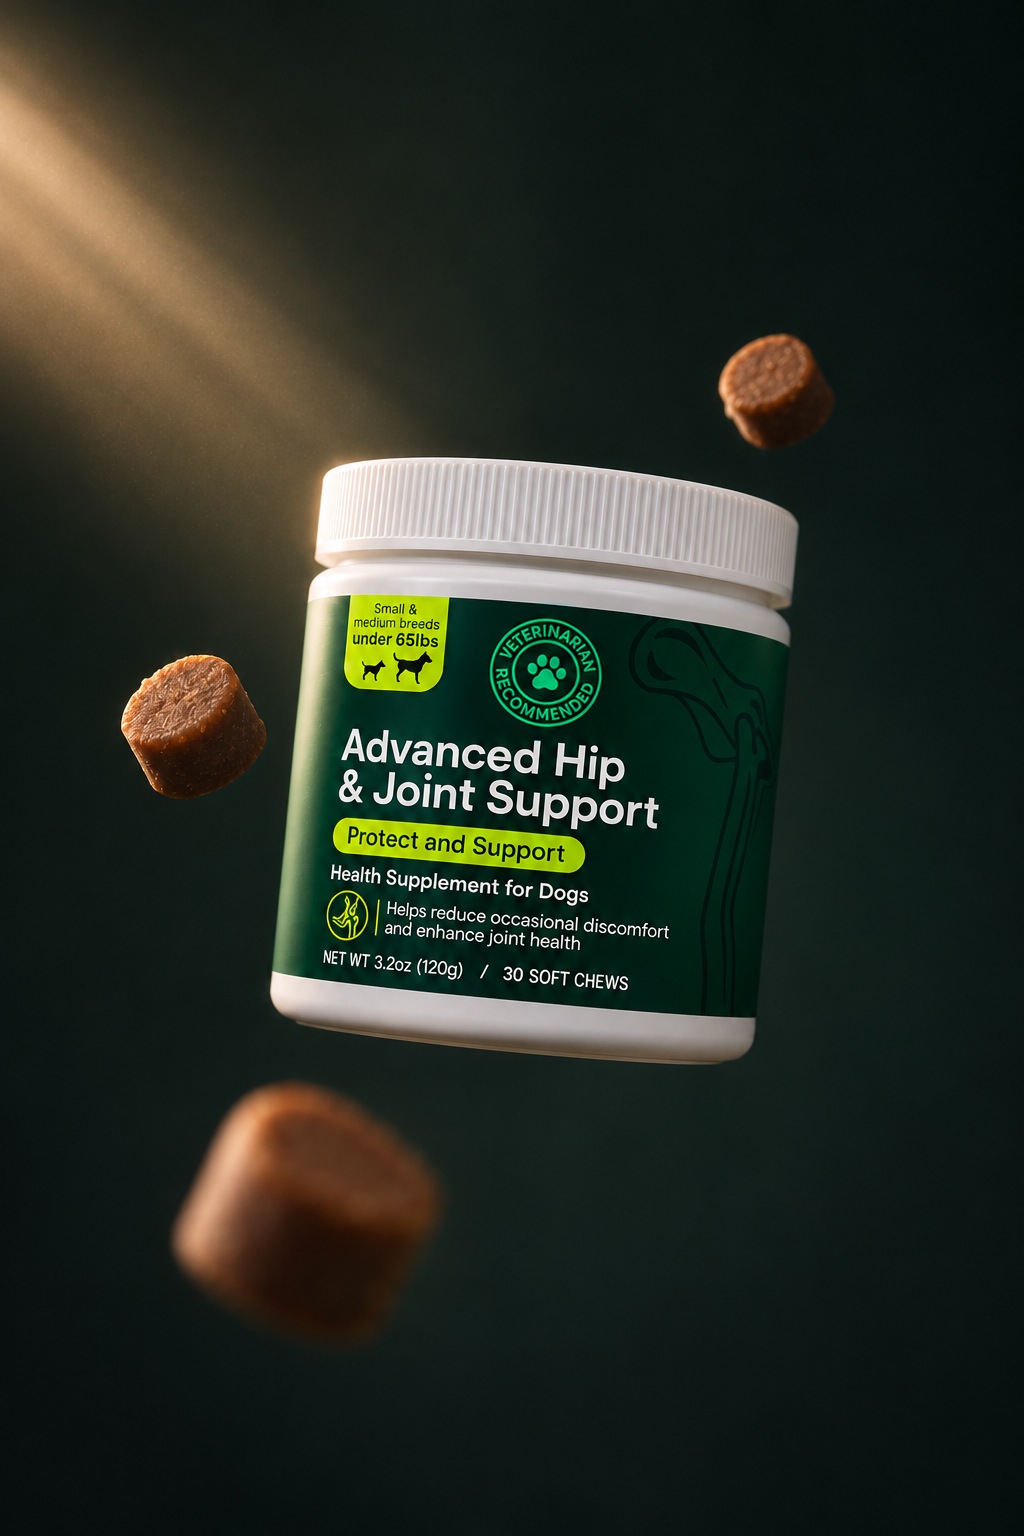 Small &
medium breeds
under 65lbs
VETERINARIAN
RECOMMENDED
Advanced Hip
& Joint Support
Protect and Support
Health Supplement for Dogs
Helps reduce occasional discomfort
and enhance joint health
NET WT 3.2oz (120g) / 30 SOFT CHEWS